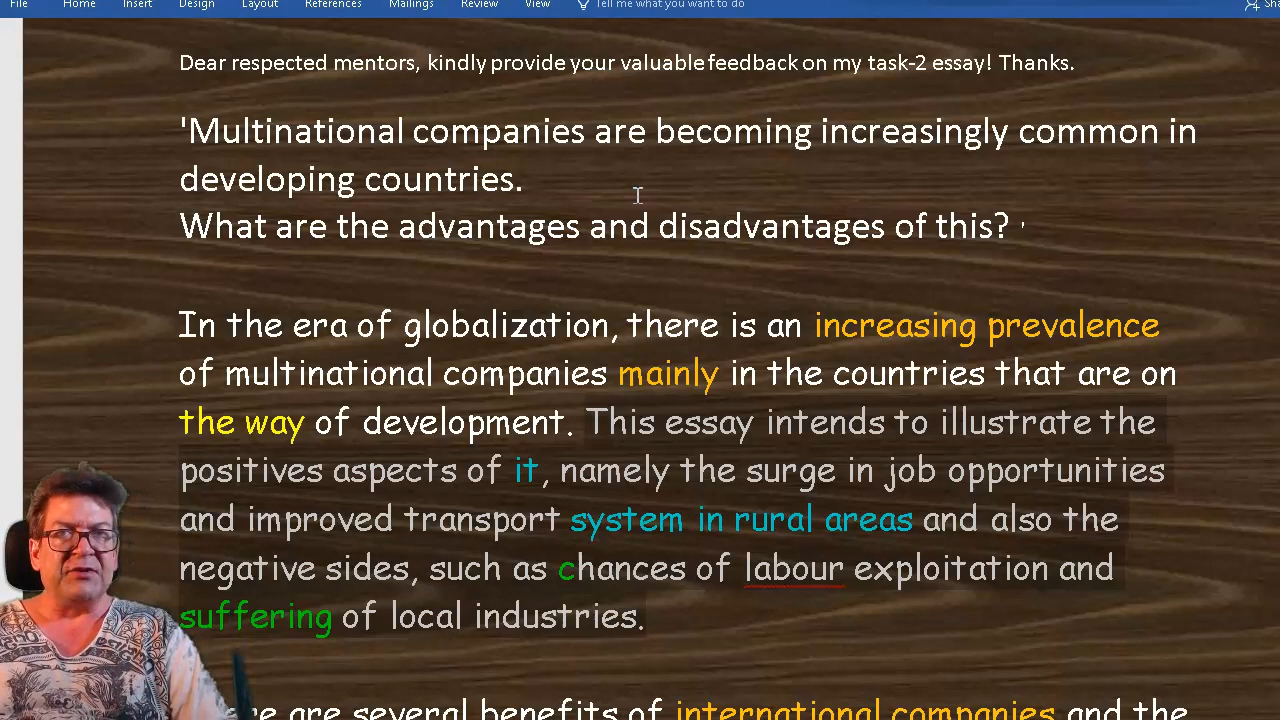 File Home Insert Design Layout References Mailings Review View Tell me what you want to do
Dear respected mentors, kindly provide your valuable feedback on my task-2 essay! Thanks.
'Multinational companies are becoming increasingly common in
developing countries.
What are the advantages and disadvantages of this? '
In the era of globalization, there is an increasing prevalence
of multinational companies mainly in the countries that are on
the way of development. This essay intends to illustrate the
positives aspects of it, namely the surge in job opportunities
and improved transport system in rural areas and also the
negative sides, such as chances of labour exploitation and
suffering of local industries.
are several benefits of international companies and the